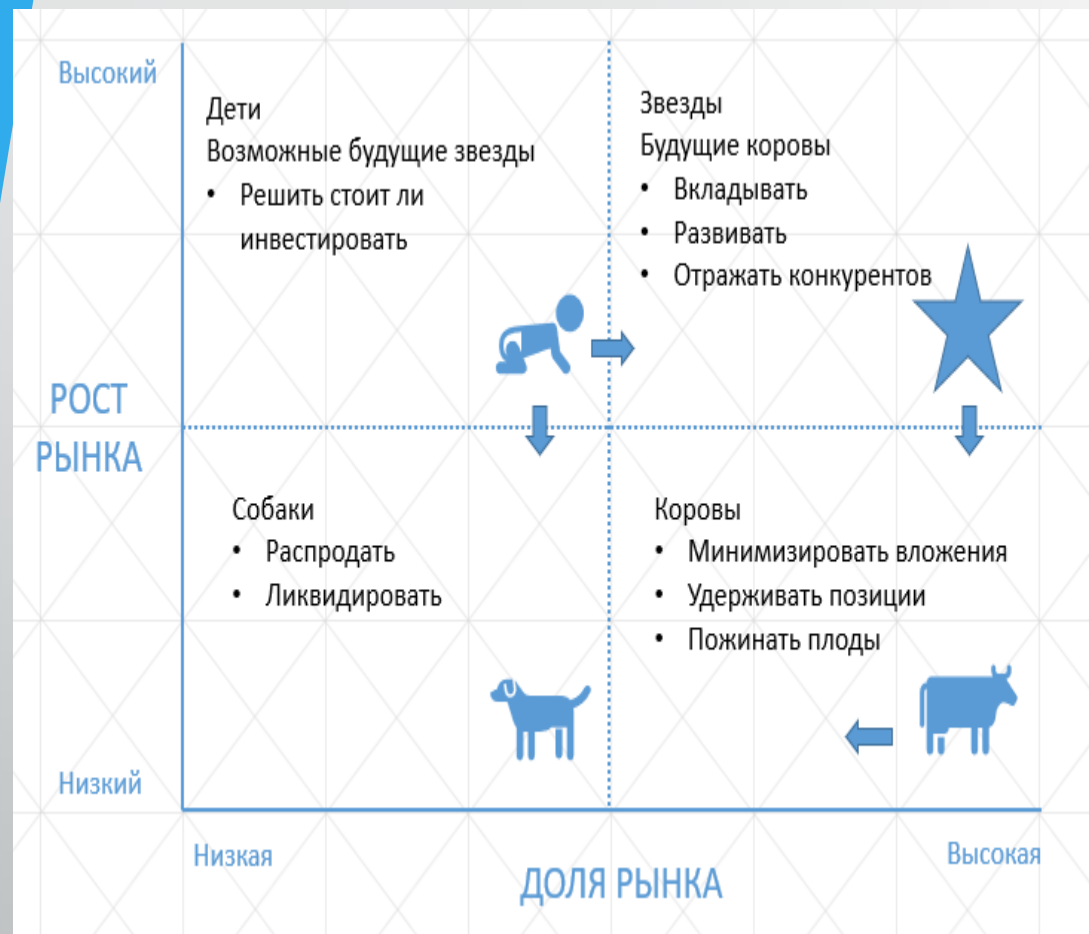 Высокий
Дети
Возможные будущие звезды
• Решить стоит ли
инвестировать
Звезды
Будущие коровы
• Вкладывать
• Развивать
• Отражать конкурентов
РОСТ
РЫНКА
Собаки
• Распродать
• Ликвидировать
Коровы
• Минимизировать вложения
• Удерживать позиции
• Пожинать плоды
Низкий
Низкая
ДОЛЯ РЫНКА
Высокая